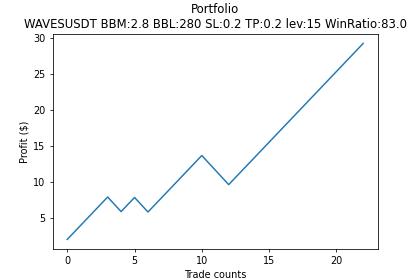 Portfolio
WAVESUSDT BBM:2.8 BBL:280 SL:0.2 TP:0.2 lev:15 WinRatio:83.0
30
25
20
15
10
5
Profit ($)
0 5 10 15 20
Trade counts